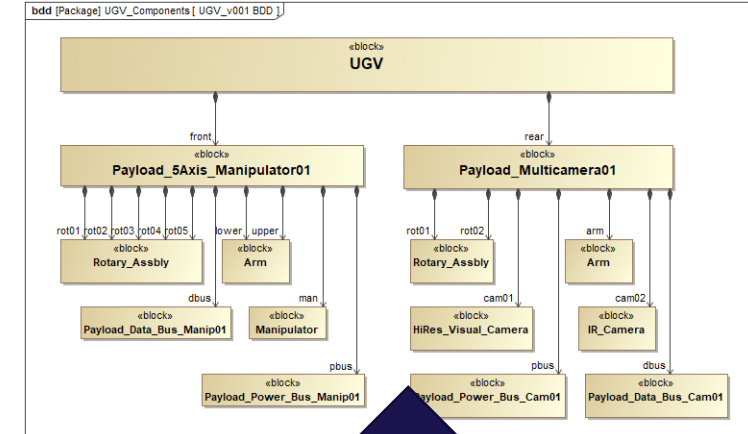 bdd [Package] UGV_Components [ UGV_v001 BDD ]
«block»
UGV
front
rear
«block»
Payload_5Axis_Manipulator01
«block»
Payload_Multicamera01
rot01 rot02 rot03 rot04 rot05 lower upper
rot01 rot02 arm
«block»
Rotary_Assbly
«block»
Arm
«block»
Rotary_Assbly
«block»
Arm
dbus
man
cam01
cam02
«block»
Payload_Data_Bus_Manip01
«block»
Manipulator
«block»
HiRes_Visual_Camera
«block»
IR_Camera
pbus
pbus
dbus
«block»
Payload_Power_Bus_Manip01
«block»
Payload_Power_Bus_Cam01
«block»
Payload_Data_Bus_Cam01